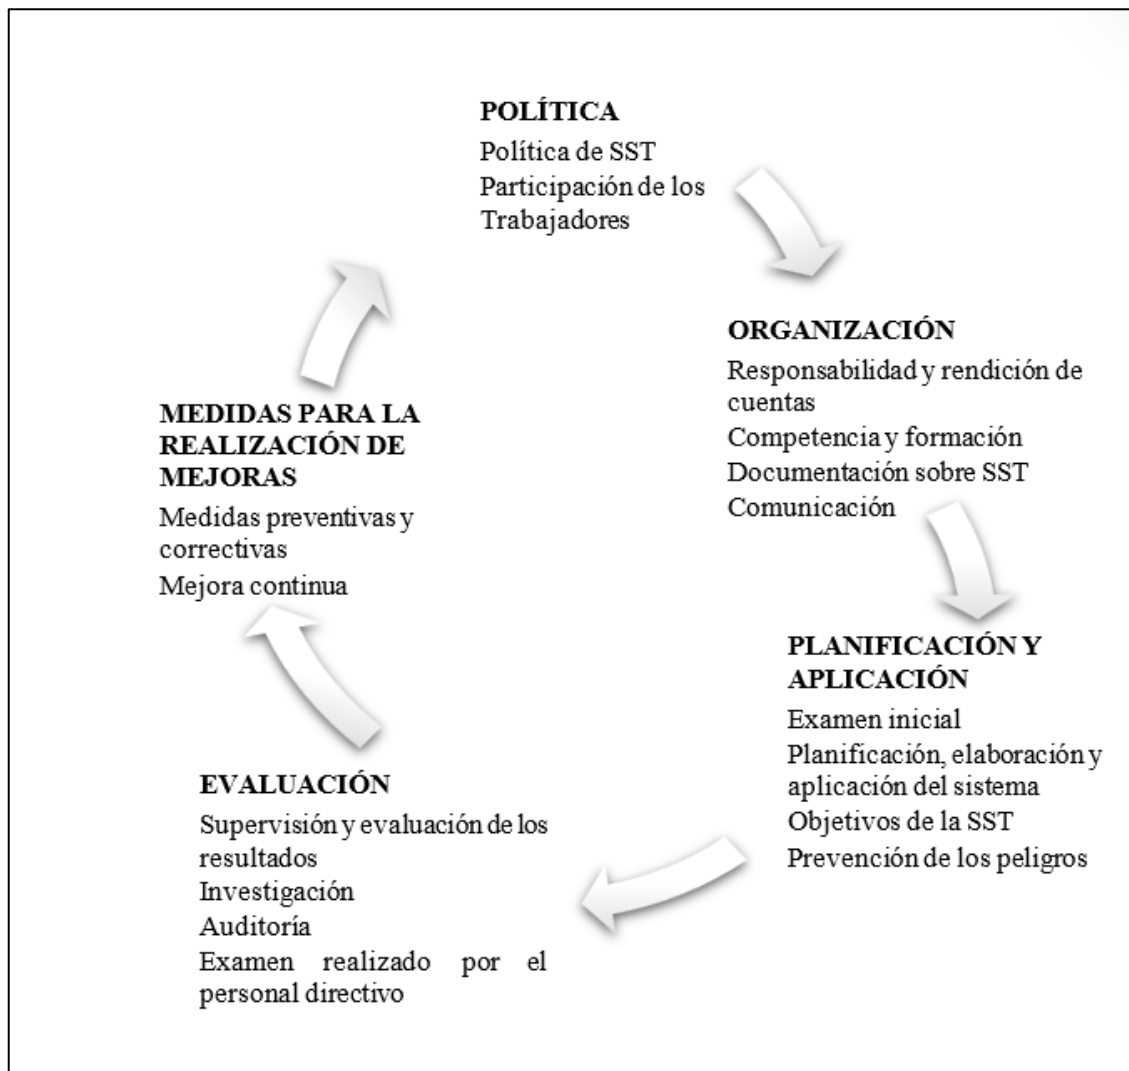 POLÍTICA
Política de SST
Participación de los
Trabajadores
ORGANIZACIÓN
Responsabilidad y rendición de
cuentas
Competencia y formación
Documentación sobre SST
Comunicación
PLANIFICACIÓN Y
APLICACIÓN
Examen inicial
Planificación, elaboración y
aplicación del sistema
Objetivos de la SST
Prevención de los peligros
EVALUACIÓN
Supervisión y evaluación de los
resultados
Investigación
Auditoría
Examen realizado por el
personal directivo
MEDIDAS PARA LA
REALIZACIÓN DE
MEJORAS
Medidas preventivas y
correctivas
Mejora continua